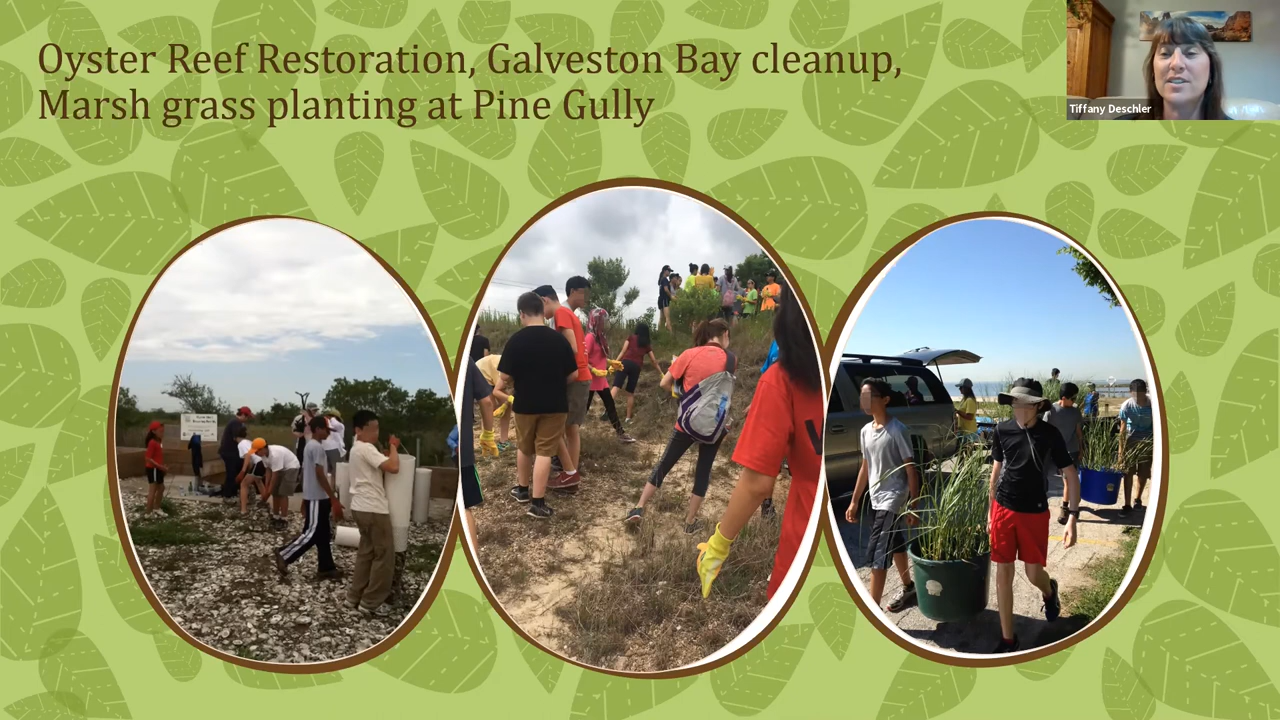 Oyster Reef Restoration, Galveston Bay cleanup,
Marsh grass planting at Pine Gully
Tiffany Deschler